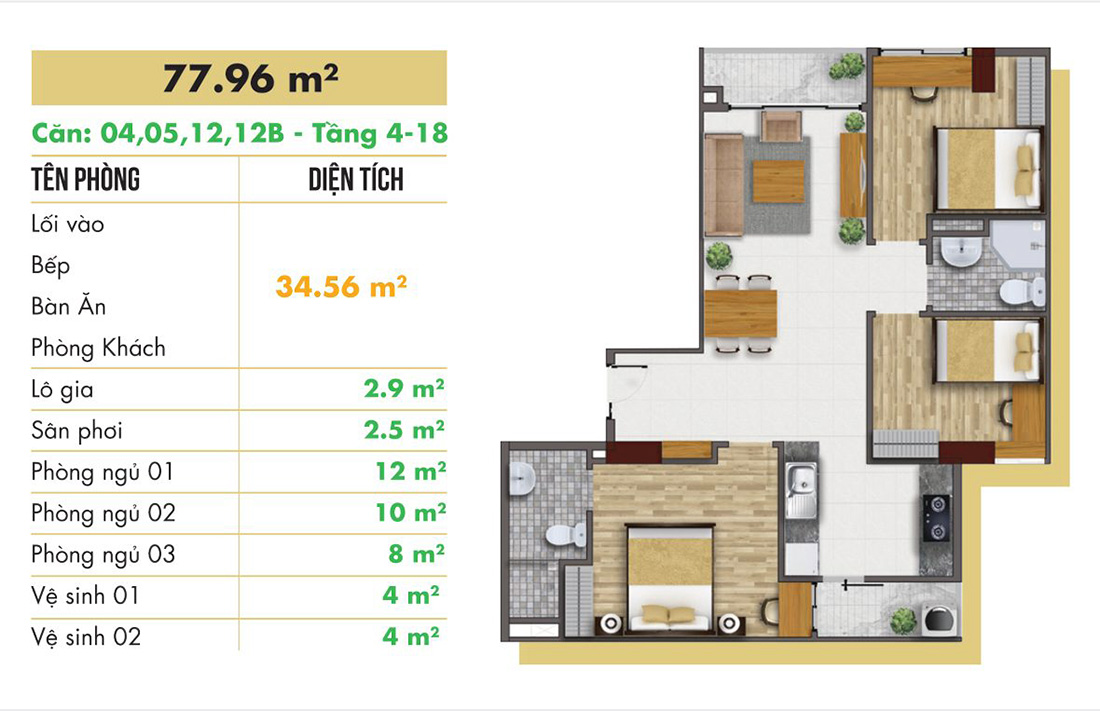 77.96 m²
Căn: 04,05,12,12B - Tầng 4-18
TÊN PHÒNG DIỆN TÍCH
Lối vào
Bếp
34.56 m²
Bàn Ăn
Phòng Khách
Lô gia 2.9 m²
Sân phơi 2.5 m²
Phòng ngủ 01 12 m²
Phòng ngủ 02 10 m²
Phòng ngủ 03 8 m²
Vệ sinh 01 4 m²
Vệ sinh 02 4 m²